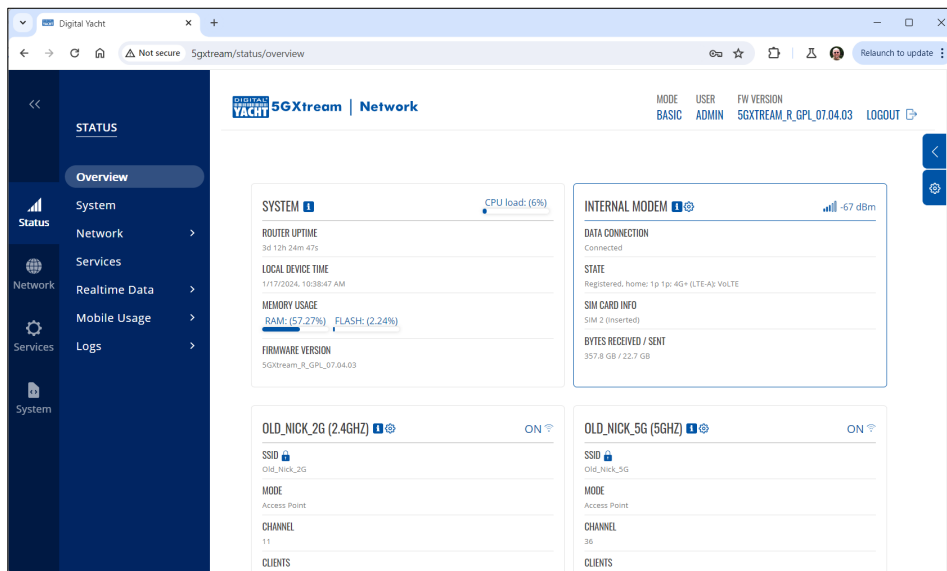 Digital Yacht
Not secure 5gxtream/status/overview
Relaunch to update
DIGITAL YACHT 5GXtream | Network
MODE USER FW VERSION
BASIC ADMIN 5GXTREAM_R_GPL_07.04.03 LOGOUT
STATUS
Overview
System
Network
Services
Realtime Data
Mobile Usage
Logs
Status
Network
Services
System
SYSTEM CPU load: (6%)
ROUTER UPTIME
3d 12h 24m 47s
LOCAL DEVICE TIME
1/17/2024, 10:38:47 AM
MEMORY USAGE
RAM: (57.27%) FLASH: (2.24%)
FIRMWARE VERSION
5GXtream_R_GPL_07.04.03
INTERNAL MODEM -67 dBm
DATA CONNECTION
Connected
STATE
Registered, home; 1p 1p; 4G+ (LTE-A); VoLTE
SIM CARD INFO
SIM 2 (Inserted)
BYTES RECEIVED / SENT
357.8 GB / 22.7 GB
OLD_NICK_2G (2.4GHZ) ON
SSID
Old_Nick_2G
MODE
Access Point
CHANNEL
11
CLIENTS
OLD_NICK_5G (5GHZ) ON
SSID
Old_Nick_5G
MODE
Access Point
CHANNEL
36
CLIENTS